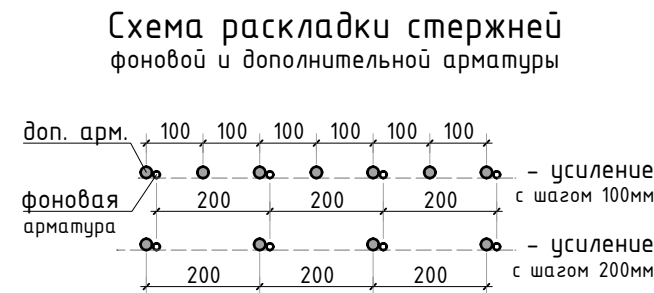 Схема раскладки стержней
фоновой и дополнительной арматуры
доп. арм. 100 100 100 100 100 100
– усиление
с шагом 100мм
фоновая 200 200 200
арматура
– усиление
с шагом 200мм
200 200 200